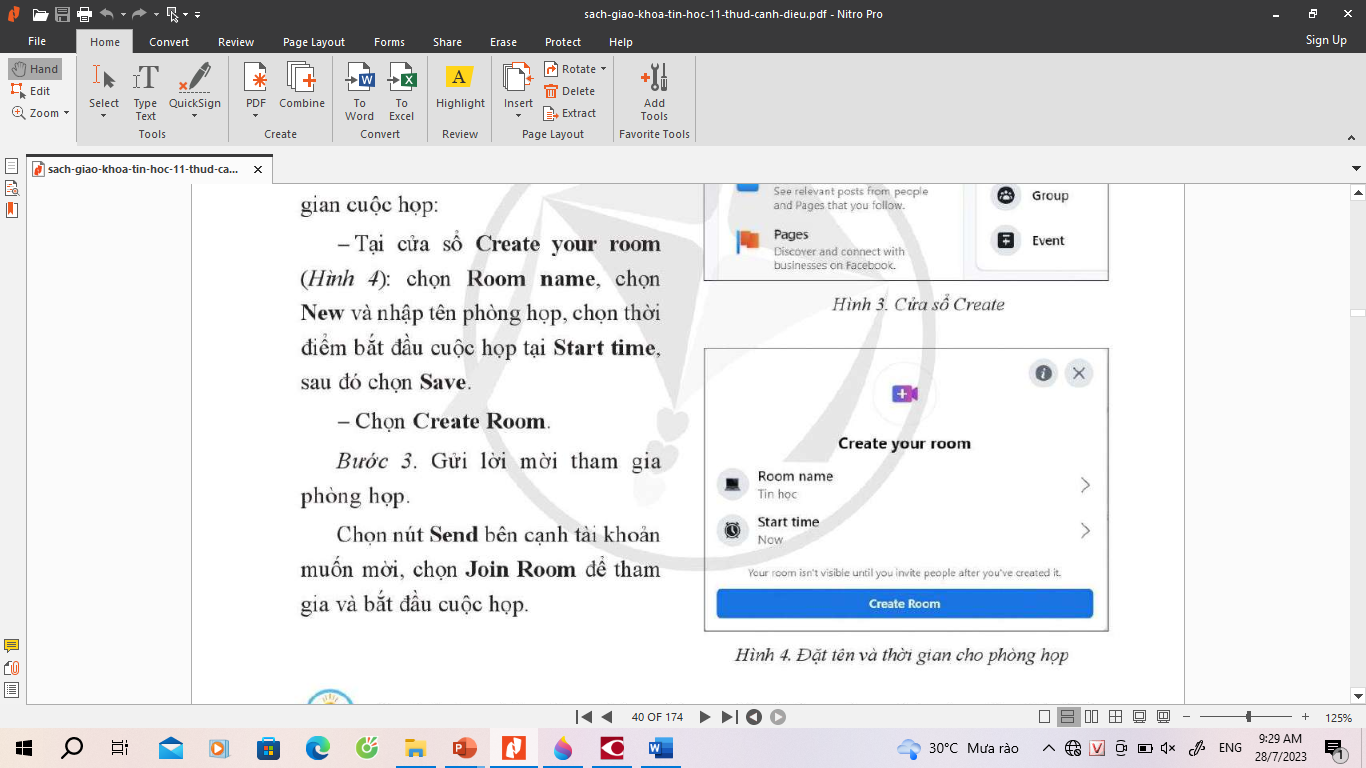 sach-giao-khoa-tin-hoc-11-thud-canh-dieu.pdf - Nitro Pro
File
Home
Convert
Review
Page Layout
Forms
Share
Erase
Protect
Help
Sign Up
Hand
Edit
Zoom
Select
Type
Text
QuickSign
Tools
PDF
Combine
Create
To
Word
To
Excel
Convert
Highlight
Review
Insert
Rotate
Delete
Extract
Page Layout
Add
Tools
Favorite Tools
sach-giao-khoa-tin-hoc-11-thud-ca...
gian cuộc họp:
– Tại cửa sổ Create your room
(Hình 4): chọn Room name, chọn
New và nhập tên phòng họp, chọn thời
điểm bắt đầu cuộc họp tại Start time,
sau đó chọn Save.
– Chọn Create Room.
Bước 3. Gửi lời mời tham gia
phòng họp.
Chọn nút Send bên cạnh tài khoản
muốn mời, chọn Join Room để tham
gia và bắt đầu cuộc họp.
See relevant posts from people
and Pages that you follow.
Pages
Discover and connect with
businesses on Facebook.
Group
Event
Hình 3. Cửa sổ Create
Create your room
Room name
Tin học
Start time
Now
Your room isn't visible until you invite people after you've created it.
Create Room
Hình 4. Đặt tên và thời gian cho phòng họp
40 OF 174
125%
30°C Mưa rào
ENG
9:29 AM
28/7/2023
1